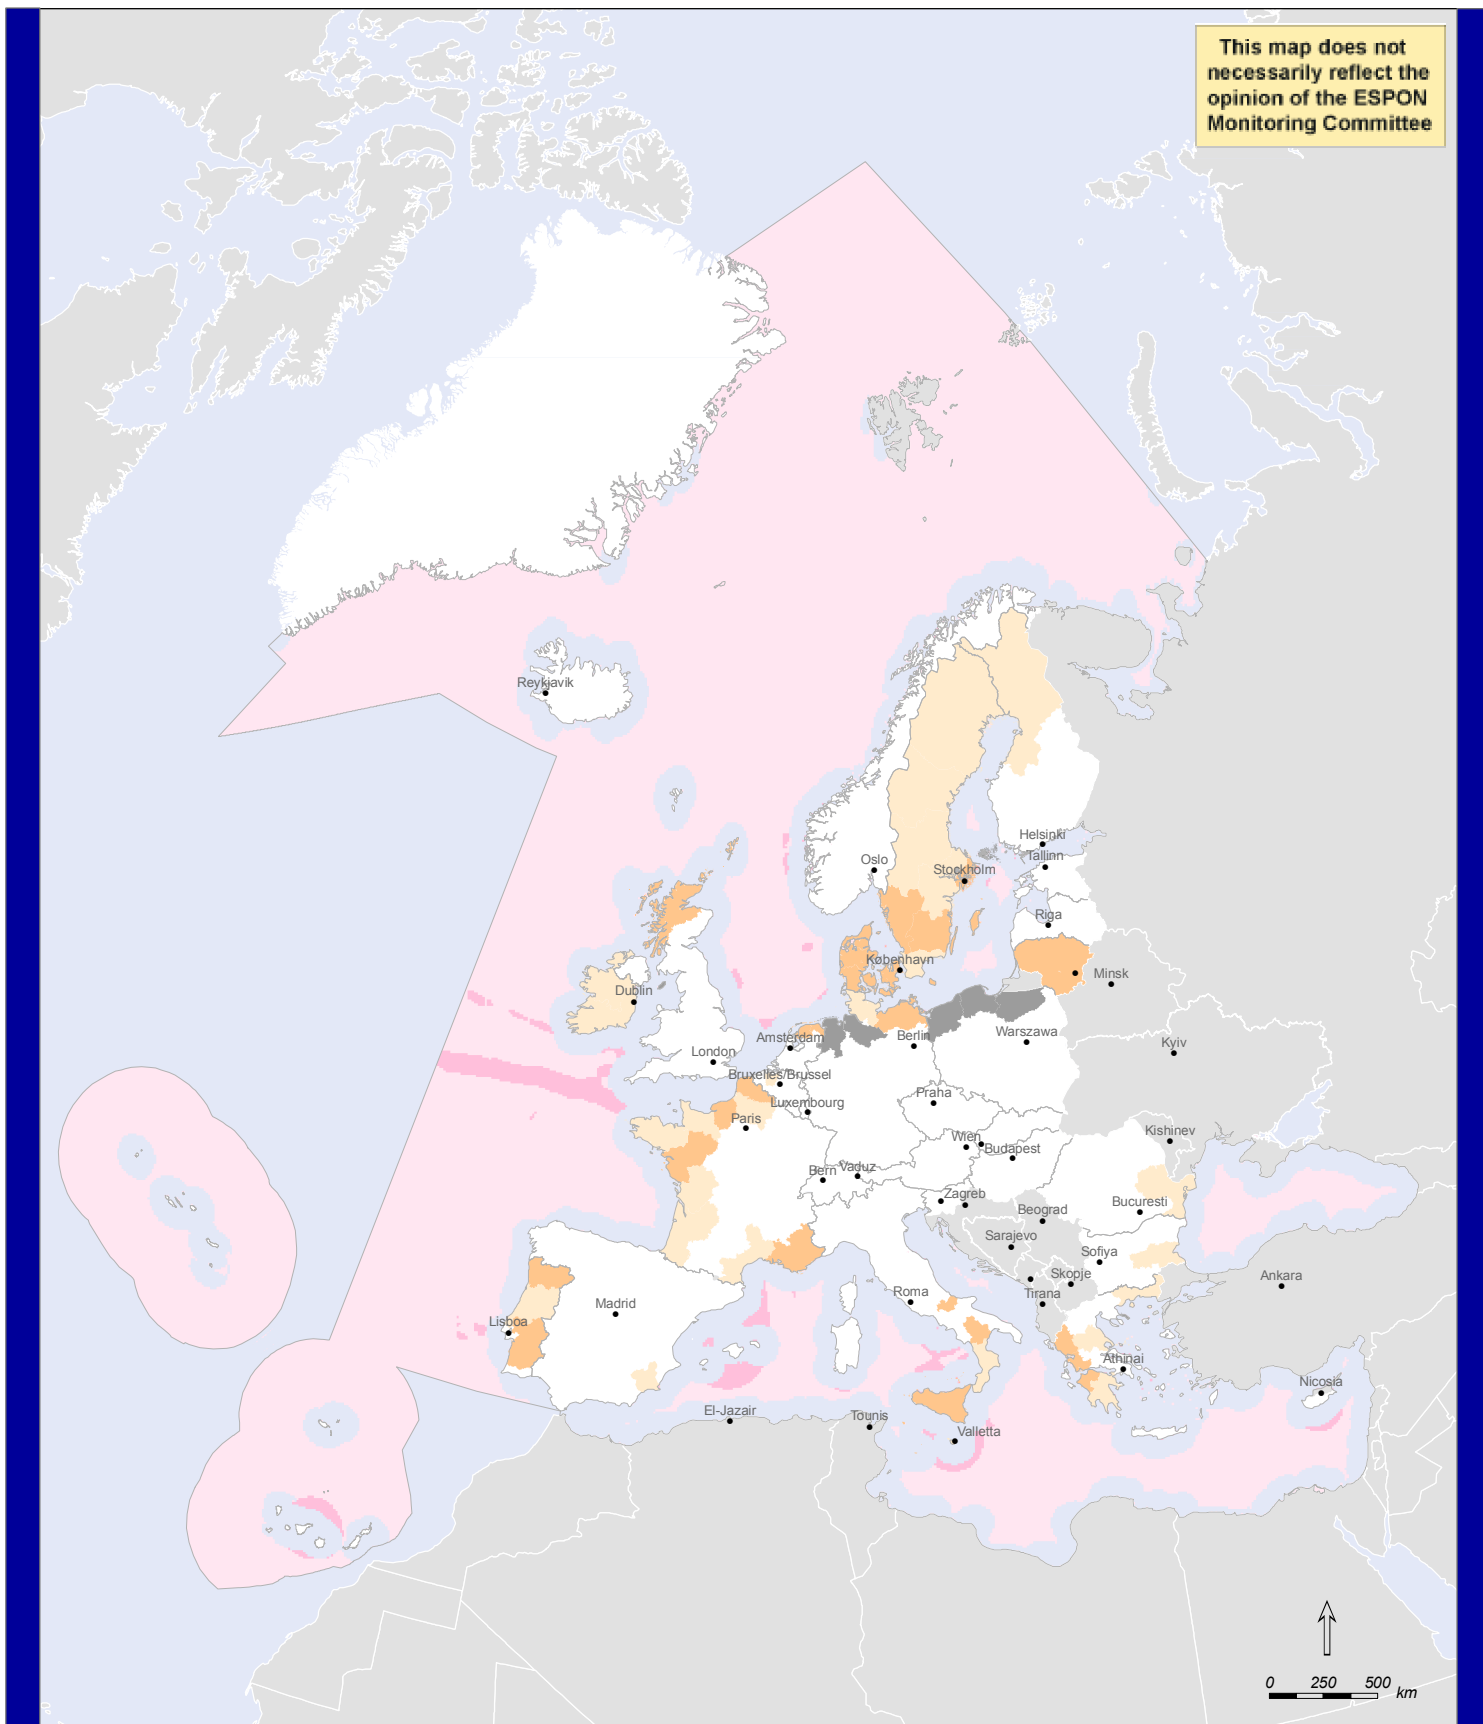 This map does not
necessarily reflect the
opinion of the ESPON
Monitoring Committee
Reykjavik
Helsinki
Tallinn
Oslo
Stockholm
Riga
København
Minsk
Dublin
Amsterdam
Berlin
Warszawa
London
Kyiv
Bruxelles/Brussel
Praha
Luxembourg
Paris
Kishinev
Wien
Budapest
Bern
Vaduz
Zagreb
Bucuresti
Beograd
Sarajevo
Sofiya
Skopje
Ankara
Roma
Tirana
Madrid
Lisboa
Athinai
Nicosia
El-Jazair
Tounis
Valletta
0 250 500 km